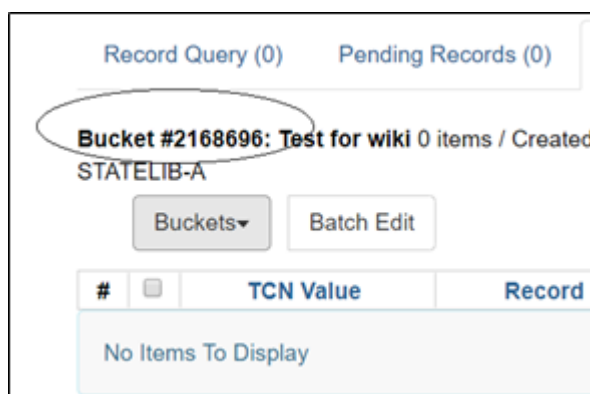 Record Query (0) Pending Records (0)
Bucket #2168696: Test for wiki 0 items / Created
STATELIB-A
Buckets Batch Edit
# TCN Value Record
No Items To Display